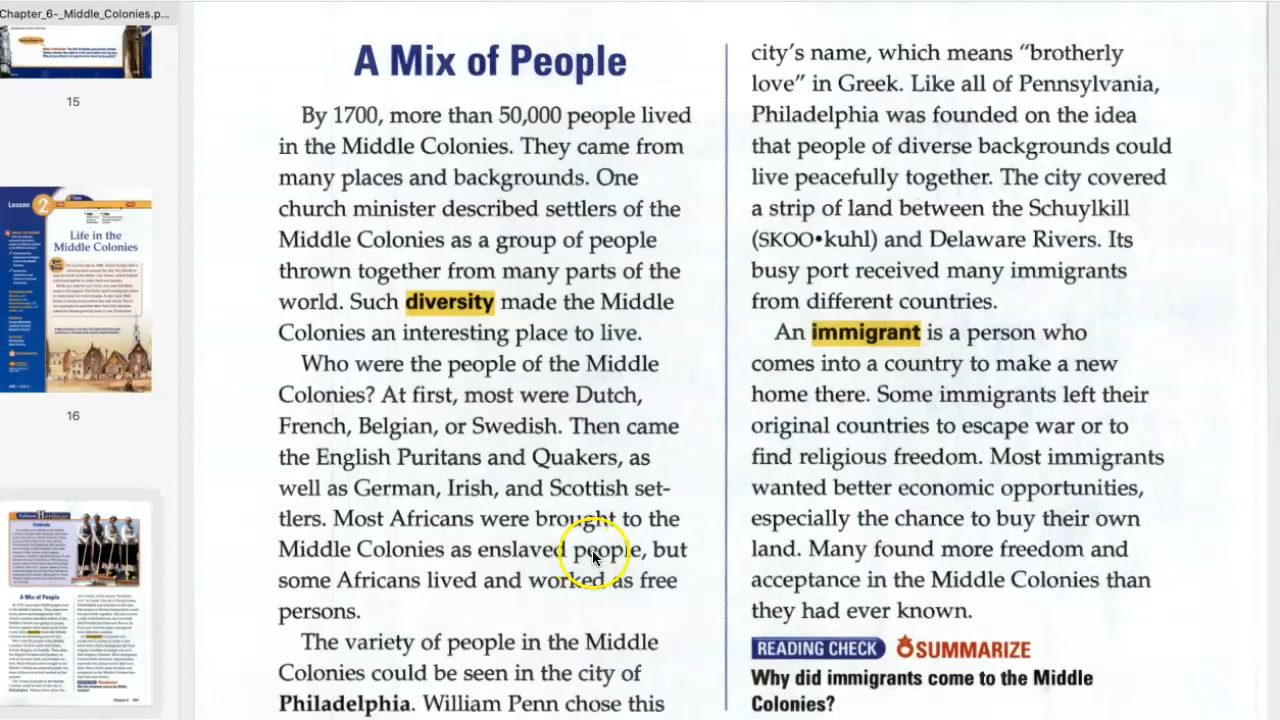 Chapter_6-_Middle_Colonies.p...
15
Lesson 2
Life in the
Middle Colonies
16
Cultural Heritage
Festivals
A Mix of People
A Mix of People
By 1700, more than 50,000 people lived
in the Middle Colonies. They came from
many places and backgrounds. One
church minister described settlers of the
Middle Colonies as a group of people
thrown together from many parts of the
world. Such diversity made the Middle
Colonies an interesting place to live.
Who were the people of the Middle
Colonies? At first, most were Dutch,
French, Belgian, or Swedish. Then came
the English Puritans and Quakers, as
well as German, Irish, and Scottish set-
tlers. Most Africans were brought to the
Middle Colonies as enslaved people, but
some Africans lived and worked as free
persons.
The variety of people in the Middle
Colonies could be seen in the city of
Philadelphia. William Penn chose this
city's name, which means "brotherly
love" in Greek. Like all of Pennsylvania,
Philadelphia was founded on the idea
that people of diverse backgrounds could
live peacefully together. The city covered
a strip of land between the Schuylkill
(SKOO•kuhl) and Delaware Rivers. Its
busy port received many immigrants
from different countries.
An immigrant is a person who
comes into a country to make a new
home there. Some immigrants left their
original countries to escape war or to
find religious freedom. Most immigrants
wanted better economic opportunities,
especially the chance to buy their own
land. Many found more freedom and
acceptance in the Middle Colonies than
they had ever known.
READING CHECK SUMMARIZE
Why did immigrants come to the Middle
Colonies?